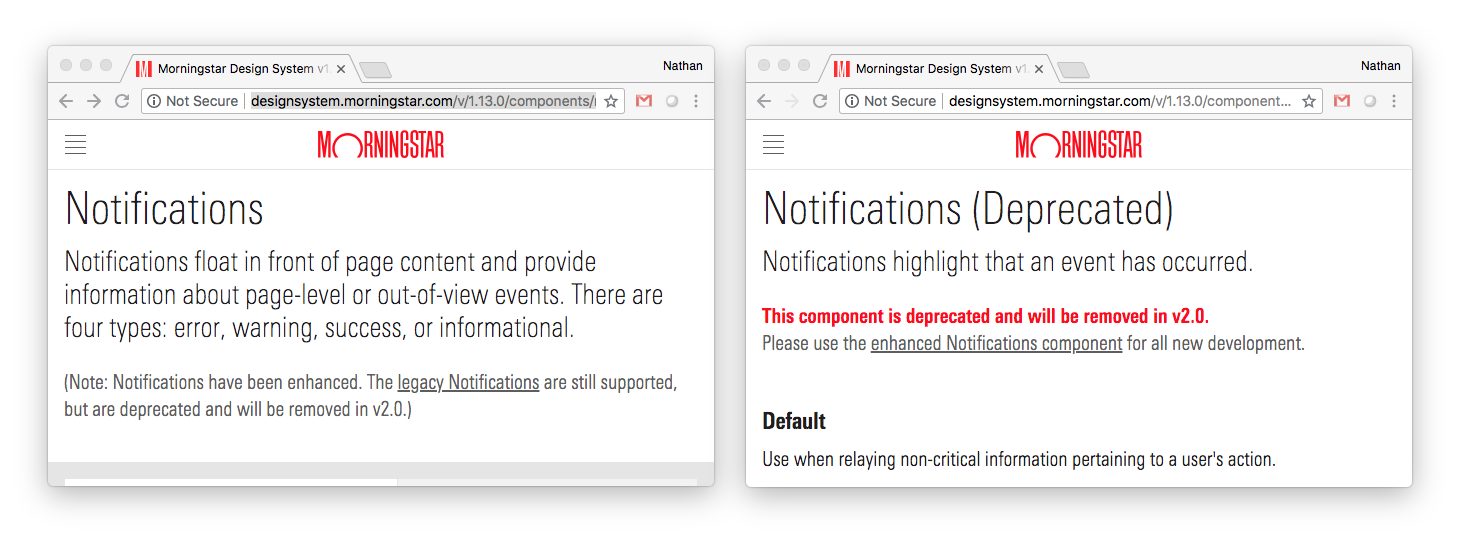 Morningstar Design System v1
Nathan
Not Secure designsystem.morningstar.com/v/1.13.0/components/
MORNINGSTAR
Notifications
Notifications float in front of page content and provide
information about page-level or out-of-view events. There are
four types: error, warning, success, or informational.
(Note: Notifications have been enhanced. The legacy Notifications are still supported,
but are deprecated and will be removed in v2.0.)
Morningstar Design System v1
Nathan
Not Secure designsystem.morningstar.com/v/1.13.0/component...
MORNINGSTAR
Notifications (Deprecated)
Notifications highlight that an event has occurred.
This component is deprecated and will be removed in v2.0.
Please use the enhanced Notifications component for all new development.
Default
Use when relaying non-critical information pertaining to a user's action.